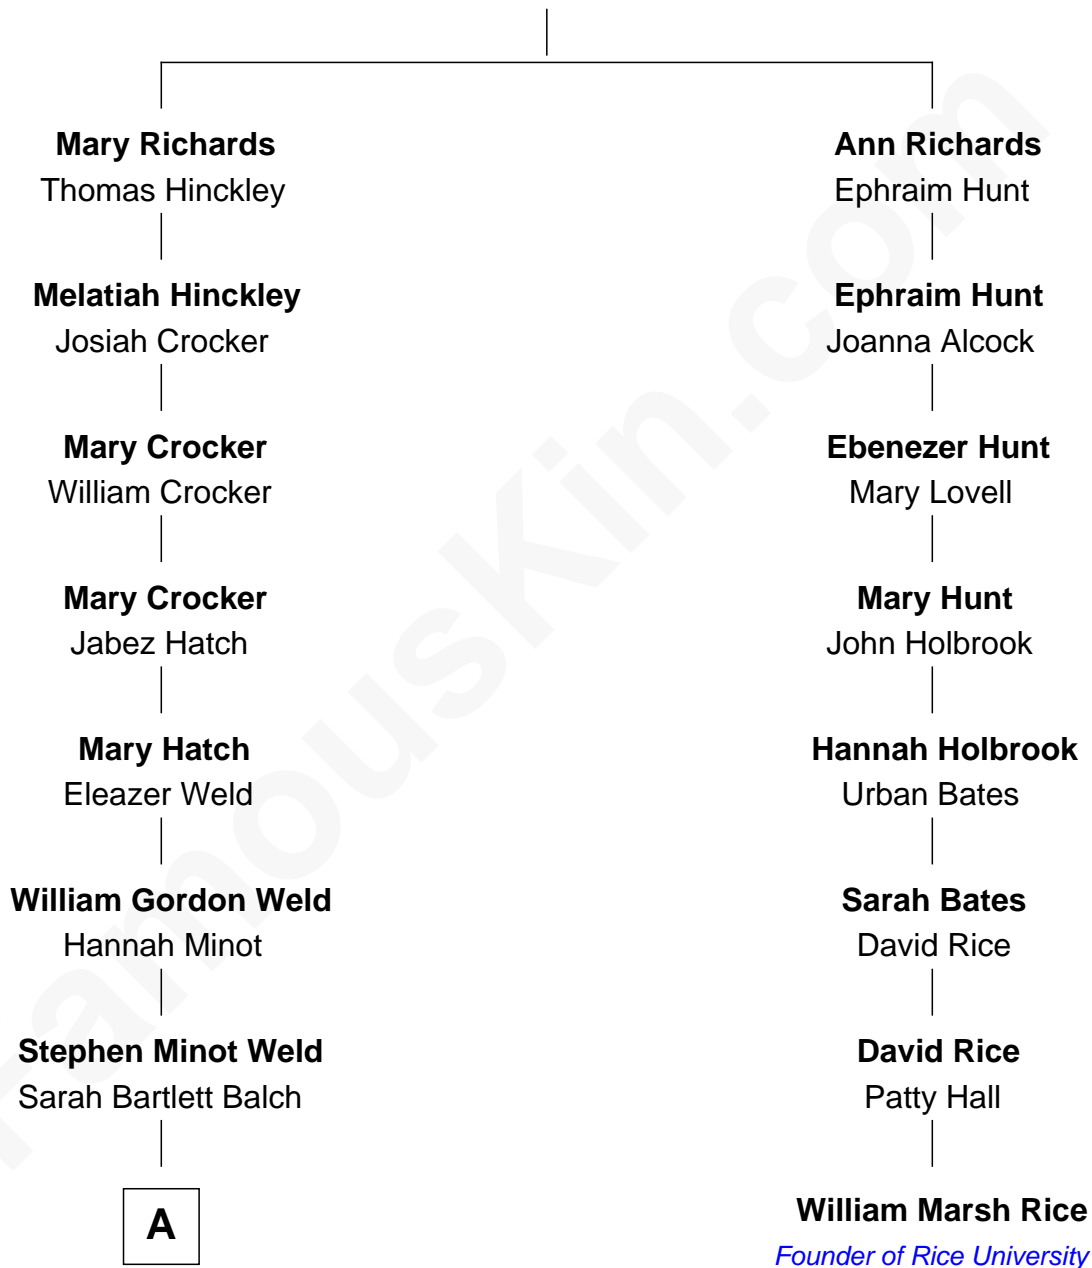 Mary Richards
Thomas Hinckley
Melatiah Hinckley
Josiah Crocker
Mary Crocker
William Crocker
Mary Crocker
Jabez Hatch
Mary Hatch
Eleazer Weld
William Gordon Weld
Hannah Minot
Stephen Minot Weld
Sarah Bartlett Balch
A
Ann Richards
Ephraim Hunt
Ephraim Hunt
Joanna Alcock
Ebenezer Hunt
Mary Lovell
Mary Hunt
John Holbrook
Hannah Holbrook
Urban Bates
Sarah Bates
David Rice
David Rice
Patty Hall
William Marsh Rice
Founder of Rice University
FamousKin.com